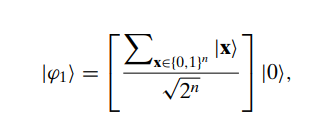 |φ₁⟩ = [ ∑_{x∈{0,1}ⁿ} |x⟩ / √2ⁿ ] |0⟩,